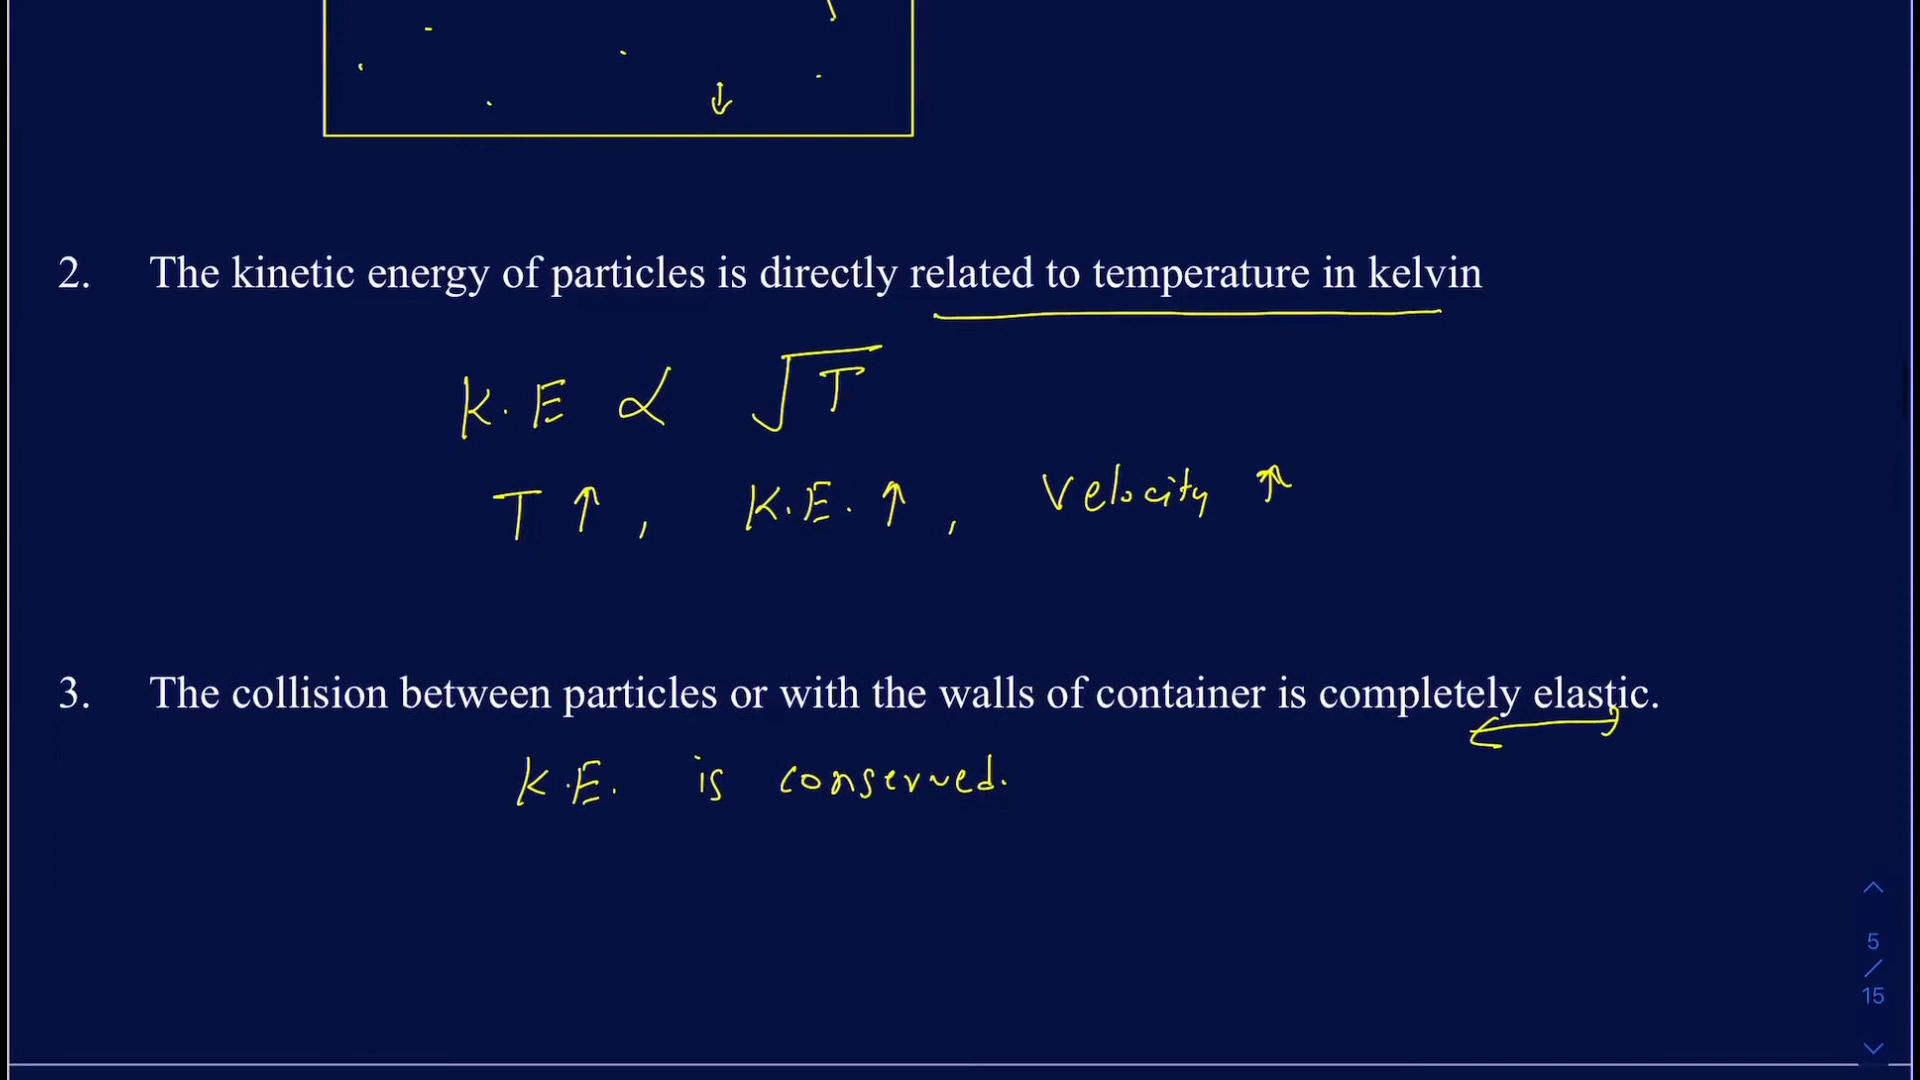 2. The kinetic energy of particles is directly related to temperature in kelvin
K.E ∝ √T
T ↑, K.E. ↑, Velocity ↑
3. The collision between particles or with the walls of container is completely elastic.
K.E. is conserved.
5
/
15